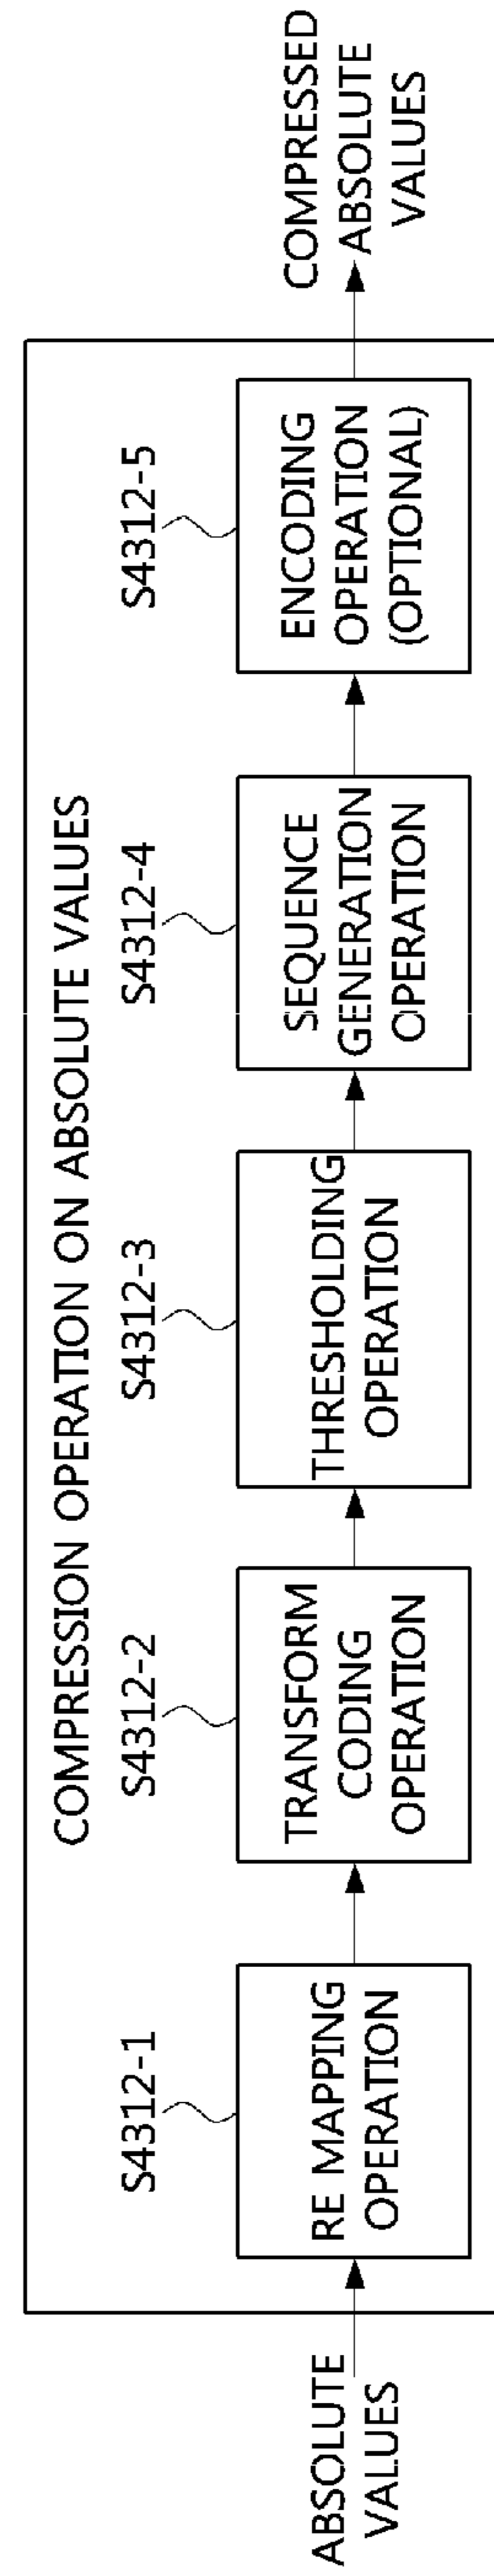 COMPRESSION OPERATION ON ABSOLUTE VALUES
ABSOLUTE
VALUES
S4312-1
RE MAPPING
OPERATION
S4312-2
TRANSFORM
CODING
OPERATION
S4312-3
THRESHOLDING
OPERATION
S4312-4
SEQUENCE
GENERATION
OPERATION
S4312-5
ENCODING
OPERATION
(OPTIONAL)
COMPRESSED
ABSOLUTE
VALUES